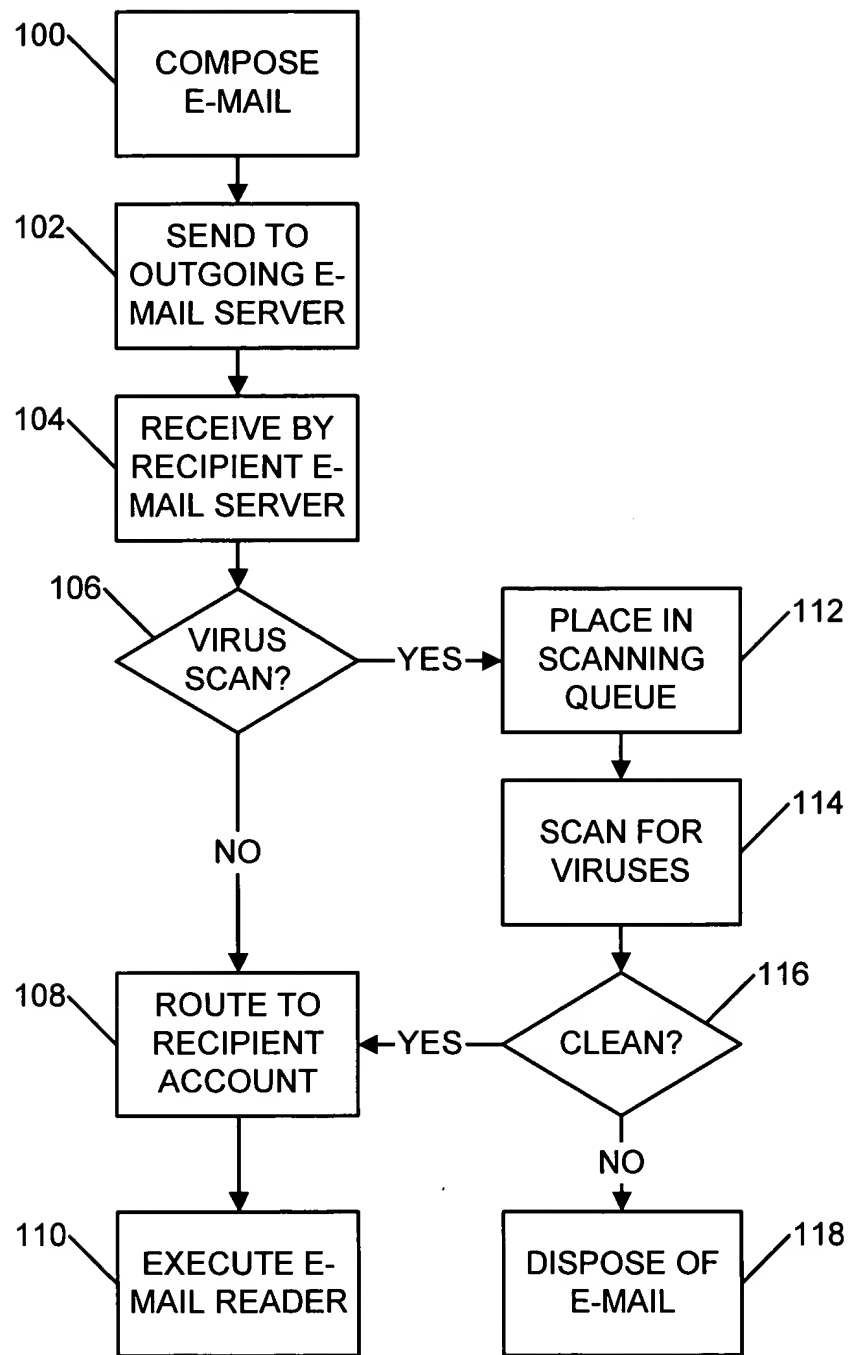 100
COMPOSE
E-MAIL
102
SEND TO
OUTGOING E-
MAIL SERVER
104
RECEIVE BY
RECIPIENT E-
MAIL SERVER
106
VIRUS
SCAN?
YES
PLACE IN
SCANNING
QUEUE
112
SCAN FOR
VIRUSES
114
NO
108
ROUTE TO
RECIPIENT
ACCOUNT
YES
CLEAN?
116
NO
110
EXECUTE E-
MAIL READER
DISPOSE OF
E-MAIL
118